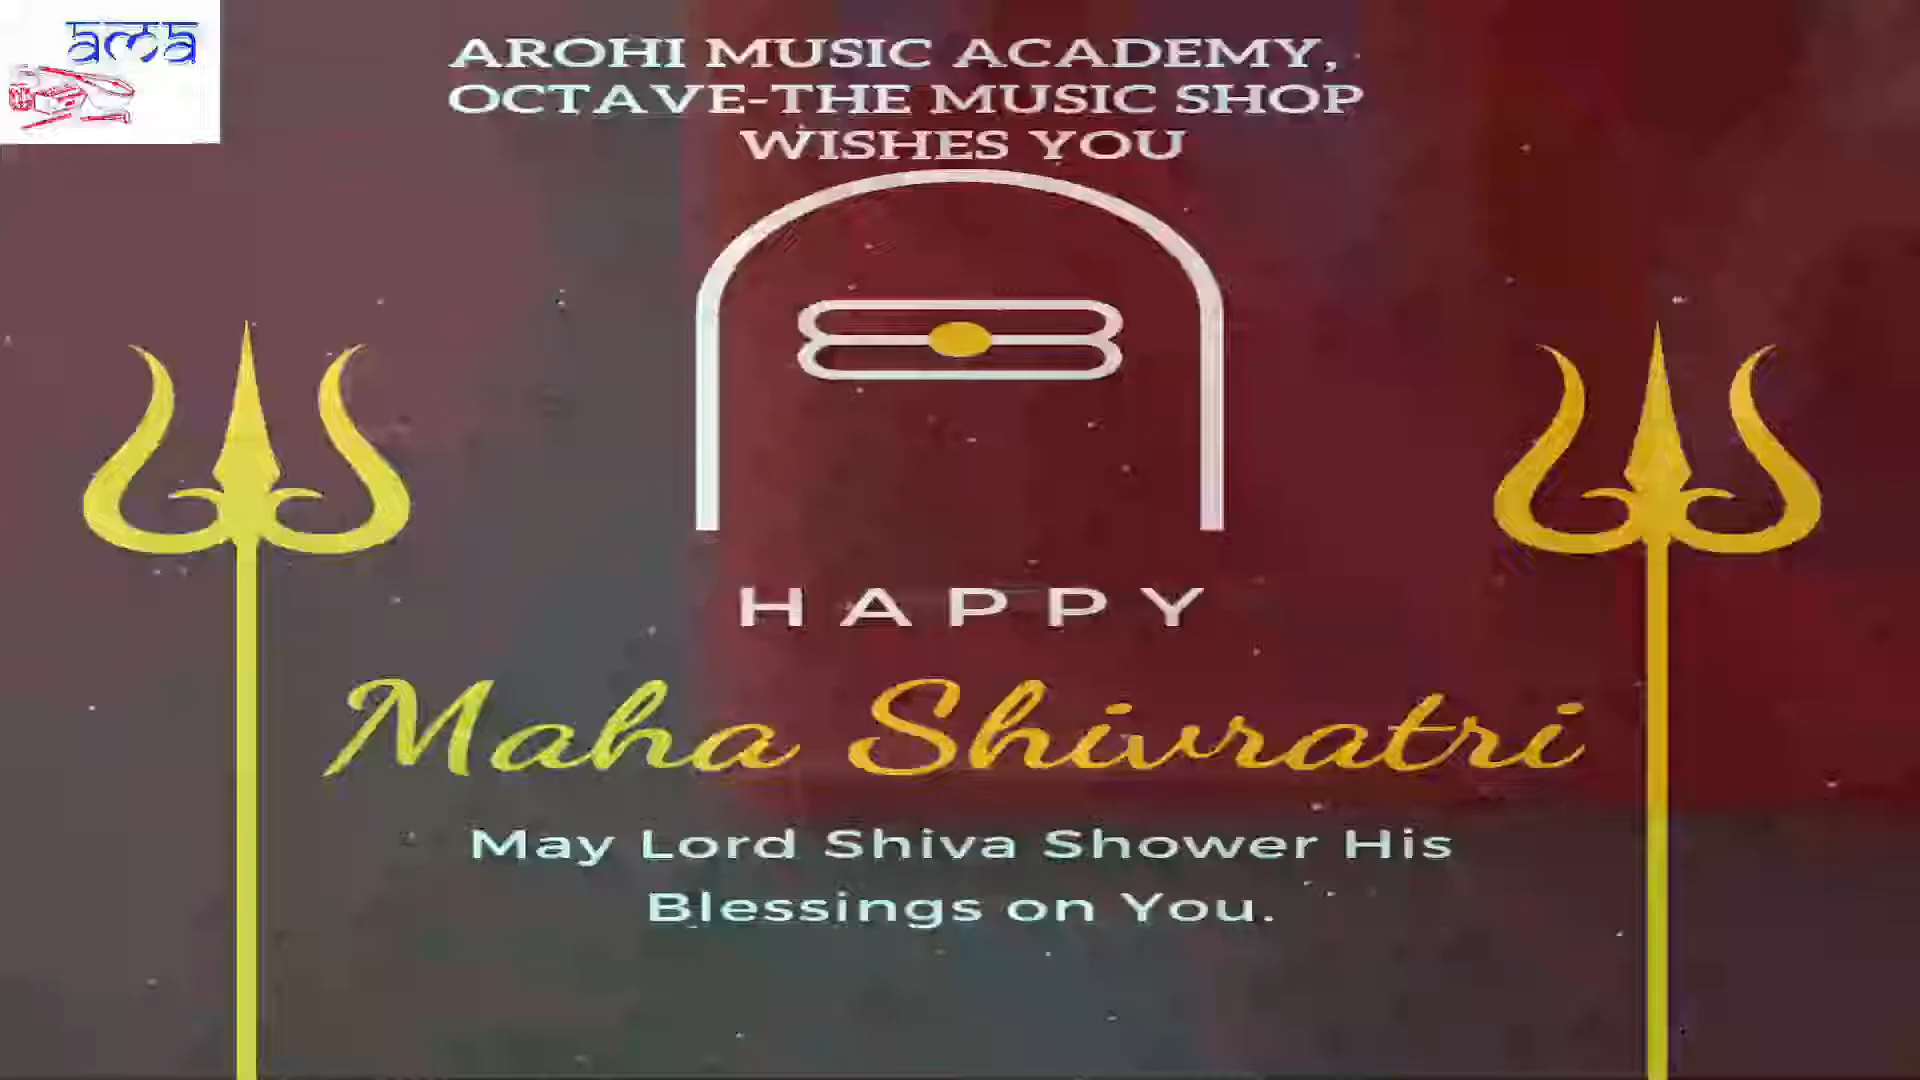 ama
AROHI MUSIC ACADEMY,
OCTAVE-THE MUSIC SHOP
WISHES YOU
HAPPY
Maha Shivratri
May Lord Shiva Shower His
Blessings on You.